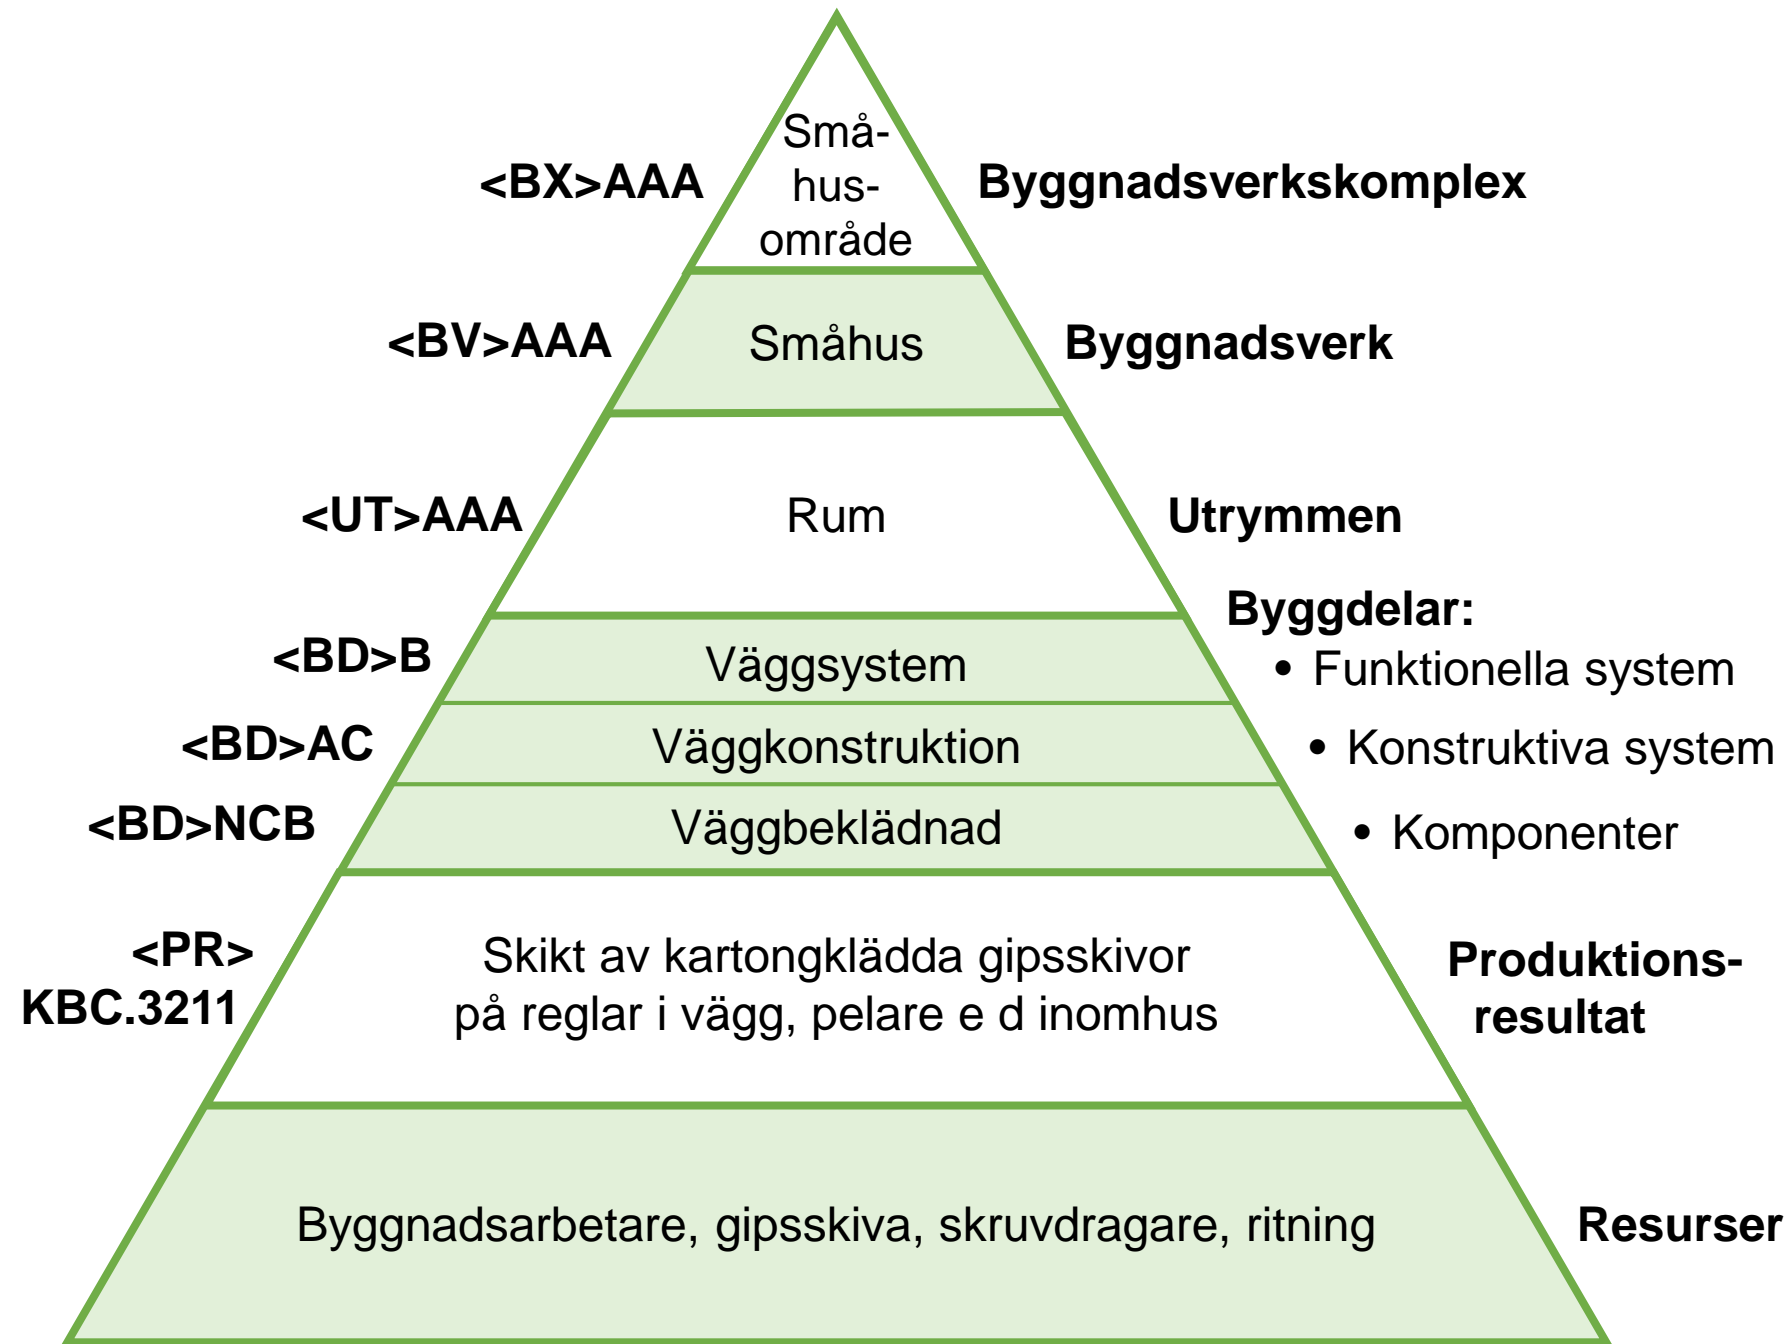 <BX>AAA
Små-
hus-
område
Byggnadsverkskomplex
<BV>AAA
Småhus
Byggnadsverk
<UT>AAA
Rum
Utrymmen
Byggdelar:
<BD>B
Väggsystem
• Funktionella system
<BD>AC
Väggkonstruktion
• Konstruktiva system
<BD>NCB
Väggbeklädnad
• Komponenter
<PR>
KBC.3211
Skikt av kartongklädda gipsskivor
på reglar i vägg, pelare e d inomhus
Produktions-
resultat
Byggnadsarbetare, gipsskiva, skruvdragare, ritning
Resurser